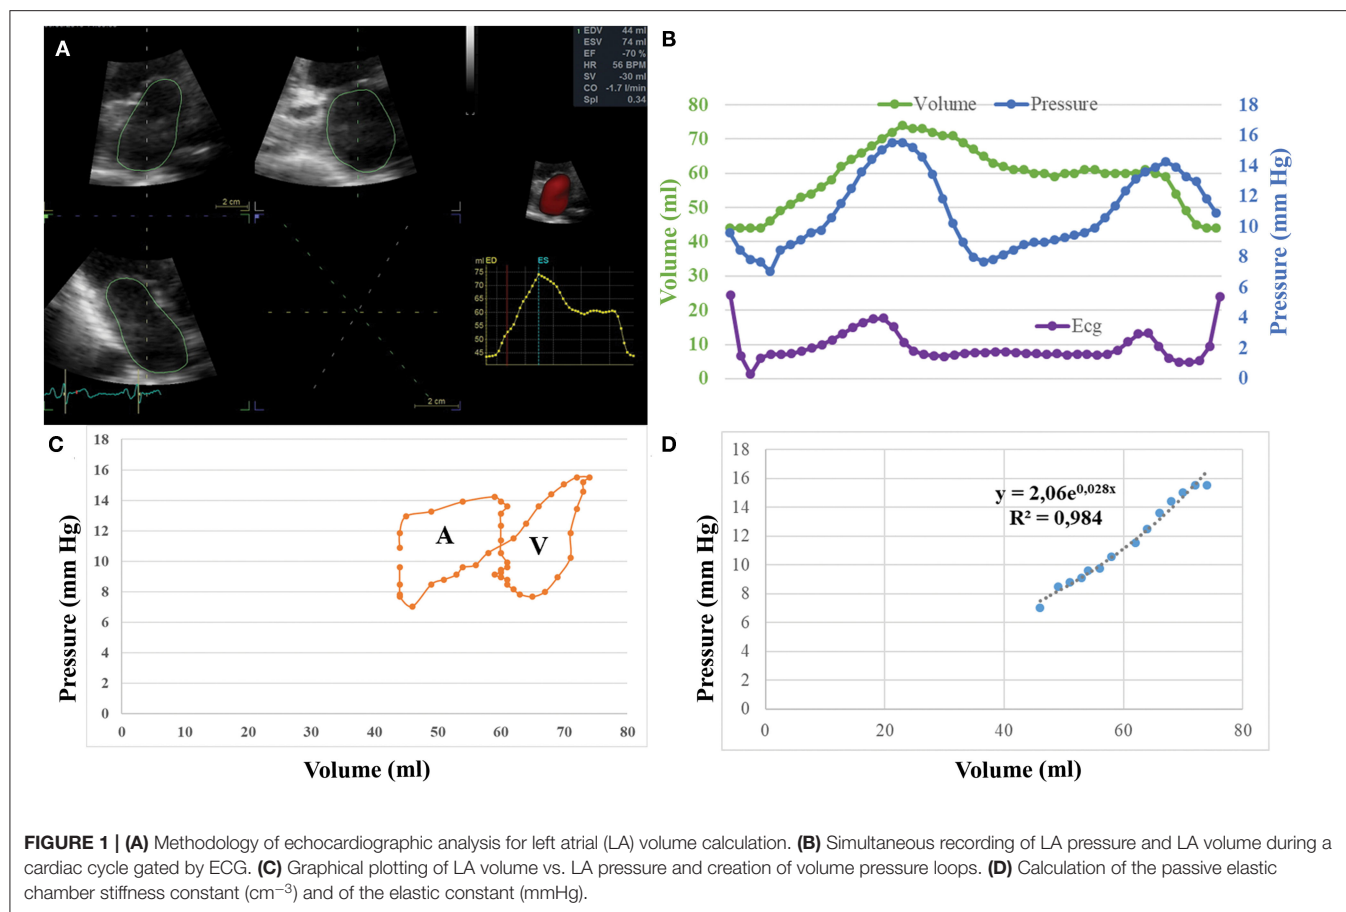 A
1 EDV 44 ml
ESV 74 ml
EF -70 %
HR 56 BPM
SV -30 ml
CO -1.7 l/min
Spl 0.34
2 cm
2 cm
ml ED ES
75
70
65
60
55
50
45
B
Volume Pressure
Ecg
80
70
60
50
40
30
20
10
0
Volume (ml)
18
16
14
12
10
8
6
4
2
0
Pressure (mm Hg)
C
18
16
14
12
10
8
6
4
2
0
Pressure (mm Hg)
A
V
0 10 20 30 40 50 60 70 80
Volume (ml)
D
18
16
14
12
10
8
6
4
2
0
Pressure (mm Hg)
y = 2,06e^0,028x
R² = 0,984
0 20 40 60 80
Volume (ml)
FIGURE 1 | (A) Methodology of echocardiographic analysis for left atrial (LA) volume calculation. (B) Simultaneous recording of LA pressure and LA volume during a
cardiac cycle gated by ECG. (C) Graphical plotting of LA volume vs. LA pressure and creation of volume pressure loops. (D) Calculation of the passive elastic
chamber stiffness constant (cm⁻³) and of the elastic constant (mmHg).